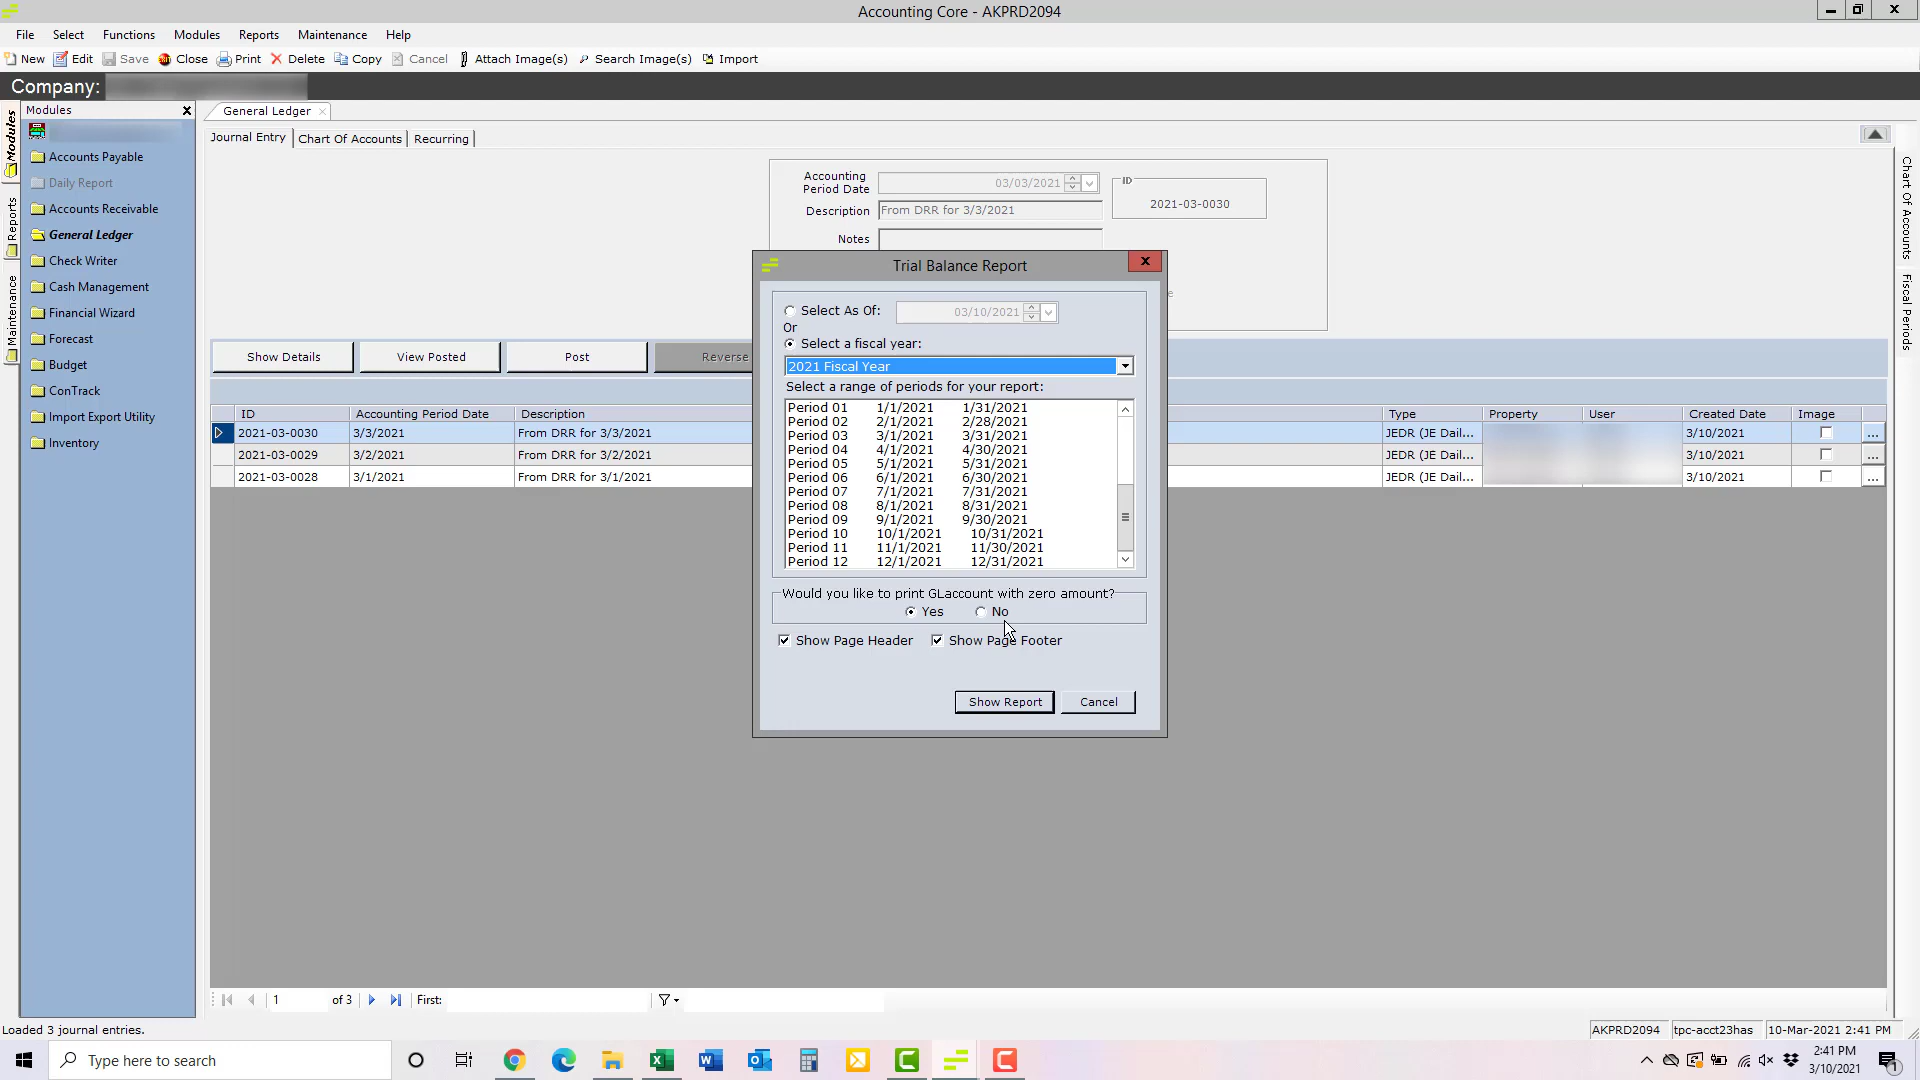 Accounting Core - AKPRD2094
File Select Functions Modules Reports Maintenance Help
New Edit Save Close Print Delete Copy Cancel Attach Image(s) Search Image(s) Import
Company:
Modules
General Ledger
Journal Entry Chart Of Accounts Recurring
Modules
Reports
Maintenance
Accounts Payable
Daily Report
Accounts Receivable
General Ledger
Check Writer
Cash Management
Financial Wizard
Forecast
Budget
ConTrack
Import Export Utility
Inventory
Accounting Period Date 03/03/2021
Description From DRR for 3/3/2021
Notes
ID
2021-03-0030
Chart Of Accounts
Fiscal Periods
Show Details View Posted Post Reverse
ID Accounting Period Date Description Type Property User Created Date Image
2021-03-0030 3/3/2021 From DRR for 3/3/2021 JEDR (JE Dail... 3/10/2021 ...
2021-03-0029 3/2/2021 From DRR for 3/2/2021 JEDR (JE Dail... 3/10/2021 ...
2021-03-0028 3/1/2021 From DRR for 3/1/2021 JEDR (JE Dail... 3/10/2021 ...
Trial Balance Report
Select As Of: 03/10/2021
Or
Select a fiscal year:
2021 Fiscal Year
Select a range of periods for your report:
Period 01 1/1/2021 1/31/2021
Period 02 2/1/2021 2/28/2021
Period 03 3/1/2021 3/31/2021
Period 04 4/1/2021 4/30/2021
Period 05 5/1/2021 5/31/2021
Period 06 6/1/2021 6/30/2021
Period 07 7/1/2021 7/31/2021
Period 08 8/1/2021 8/31/2021
Period 09 9/1/2021 9/30/2021
Period 10 10/1/2021 10/31/2021
Period 11 11/1/2021 11/30/2021
Period 12 12/1/2021 12/31/2021
Would you like to print GLaccount with zero amount?
Yes No
Show Page Header Show Page Footer
Show Report Cancel
1 of 3 First:
Loaded 3 journal entries.
AKPRD2094 tpc-acct23has 10-Mar-2021 2:41 PM
Type here to search
2:41 PM
3/10/2021
1